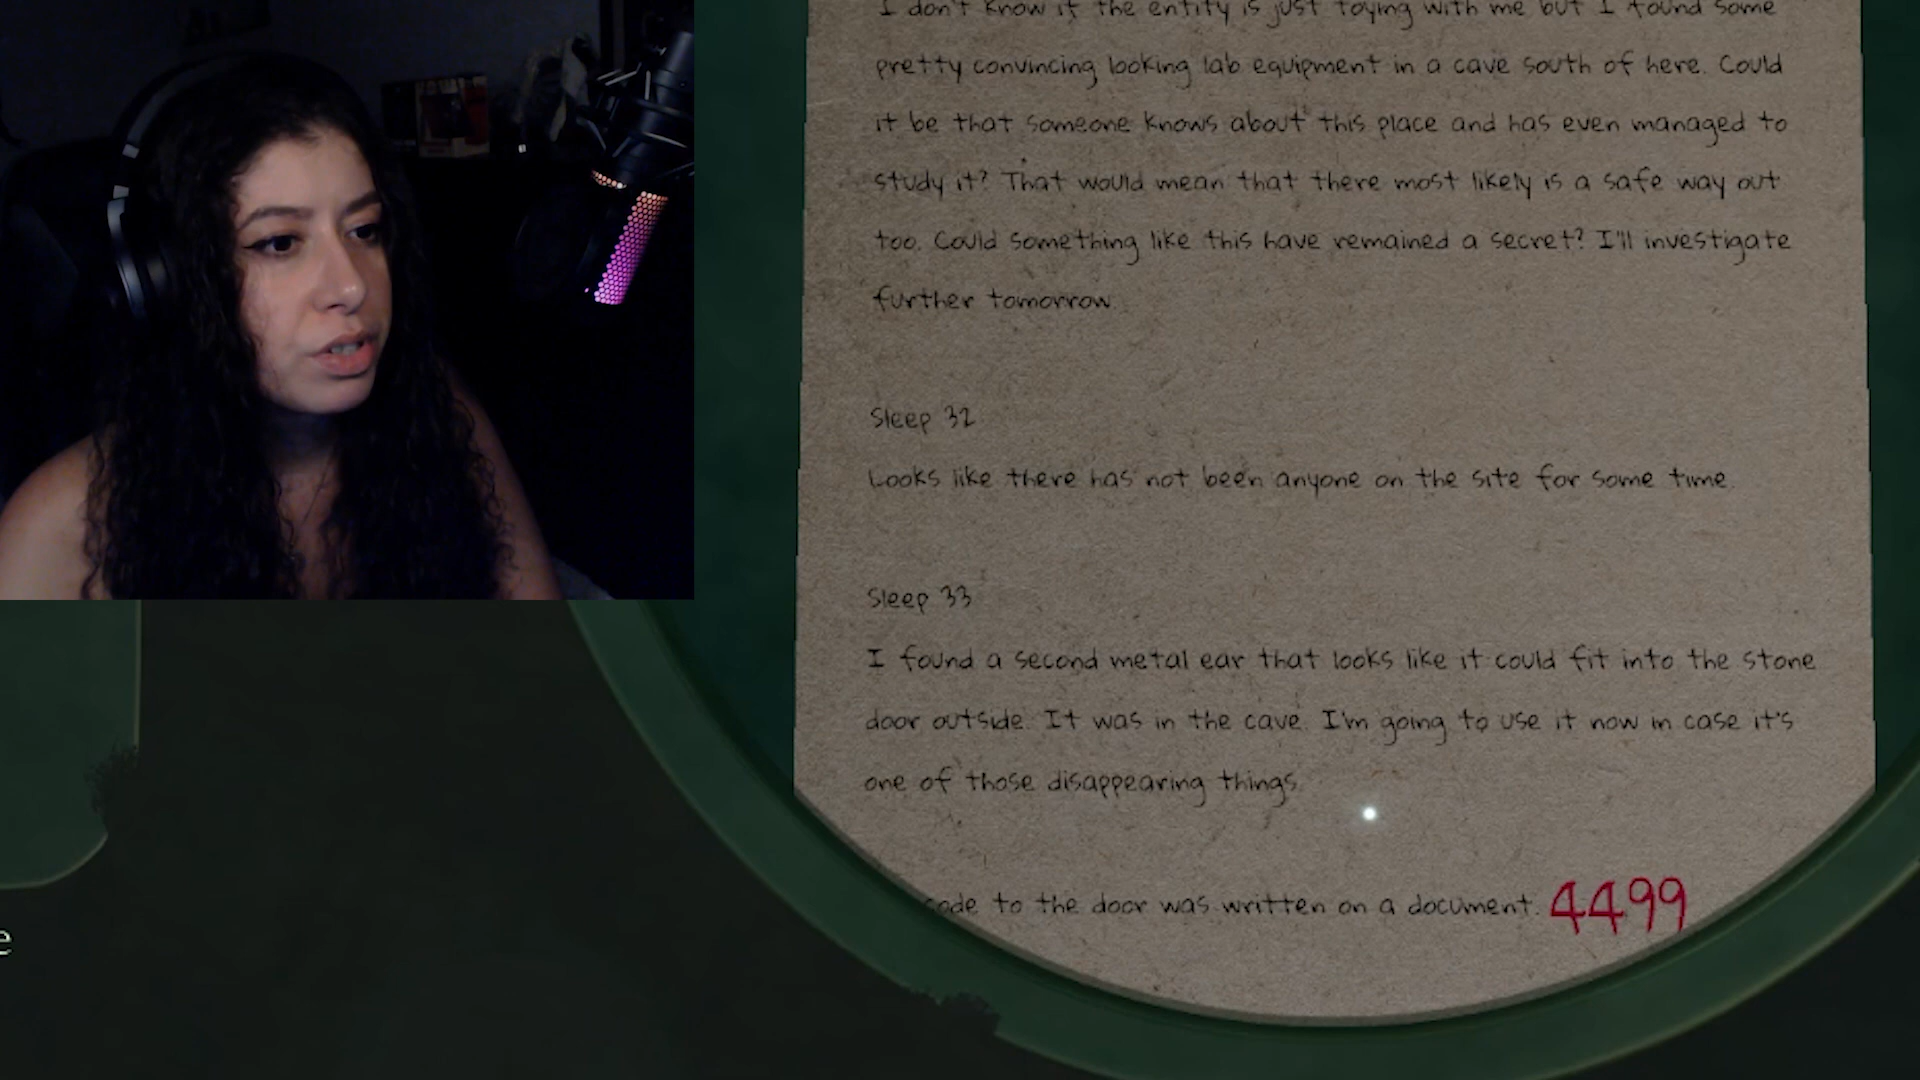 I don't know if the entity is just toying with me but I found some
pretty convincing looking lab equipment in a cave south of here. Could
it be that someone knows about this place and has even managed to
study it? That would mean that there most likely is a safe way out
too. Could something like this have remained a secret? I'll investigate
further tomorrow.
Sleep 32
Looks like there has not been anyone on the site for some time.
Sleep 33
I found a second metal ear that looks like it could fit into the stone
door outside. It was in the cave. I'm going to use it now in case it's
one of those disappearing things.
code to the door was written on a document. 4499
e